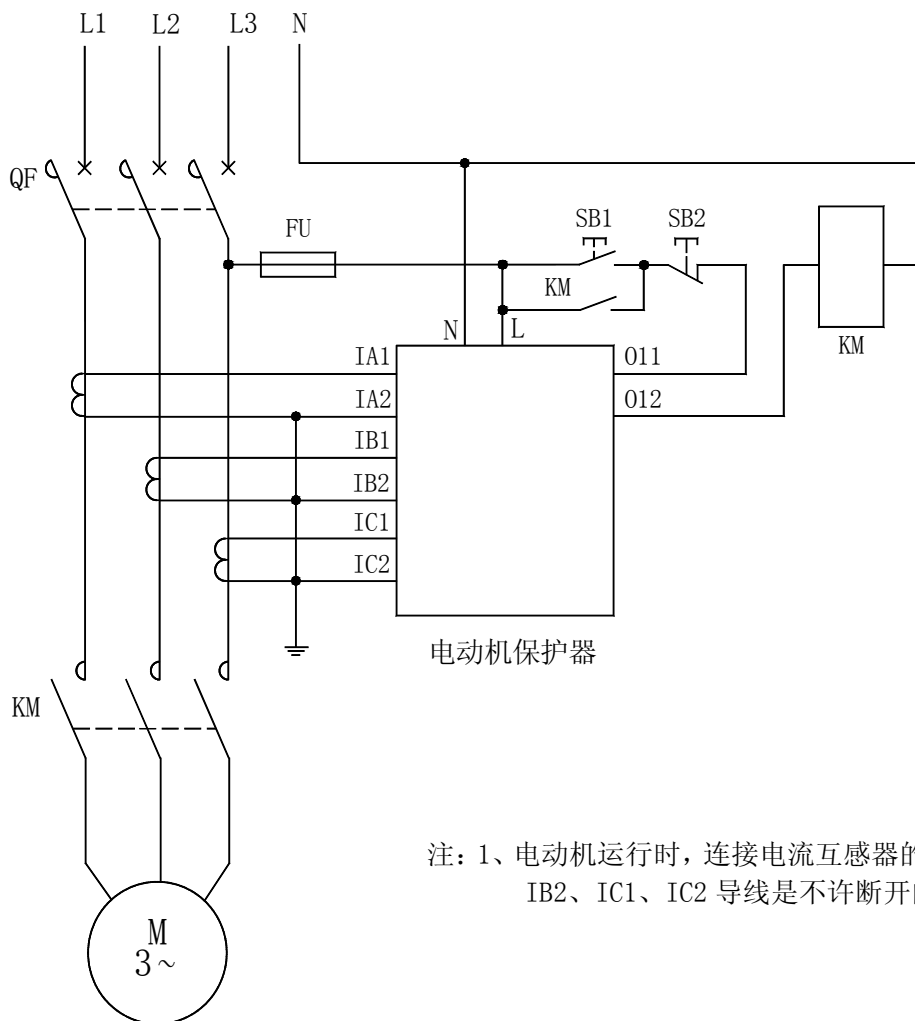 L1 L2 L3 N
QF
FU
SB1 SB2
KM
KM
N L
IA1
IA2
IB1
IB2
IC1
IC2
O11
O12
电动机保护器
KM
注：1、电动机运行时，连接电流互感器的
IB2、IC1、IC2 导线是不许断开
M
3~